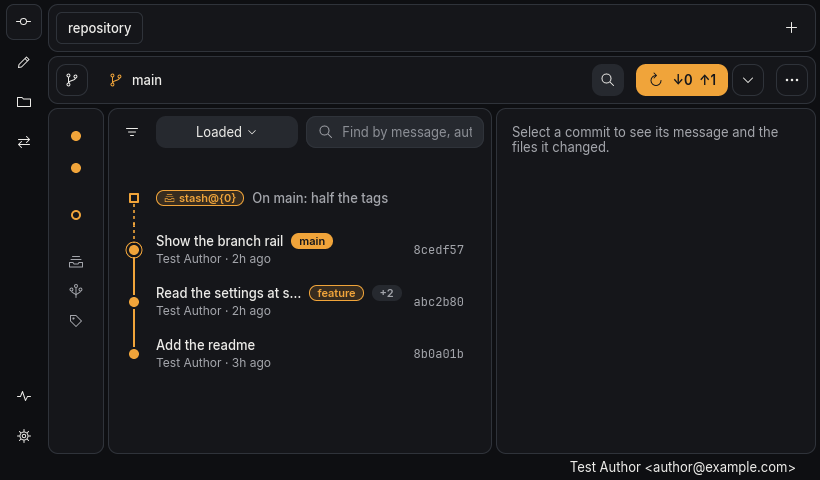 repository
main
↓0 ↑1
Loaded
Find by message, aut
Select a commit to see its message and the
files it changed.
stash@{0} On main: half the tags
Show the branch rail main
Test Author · 2h ago
8cedf57
Read the settings at s... feature +2
Test Author · 2h ago
abc2b80
Add the readme
Test Author · 3h ago
8b0a01b
Test Author <author@example.com>